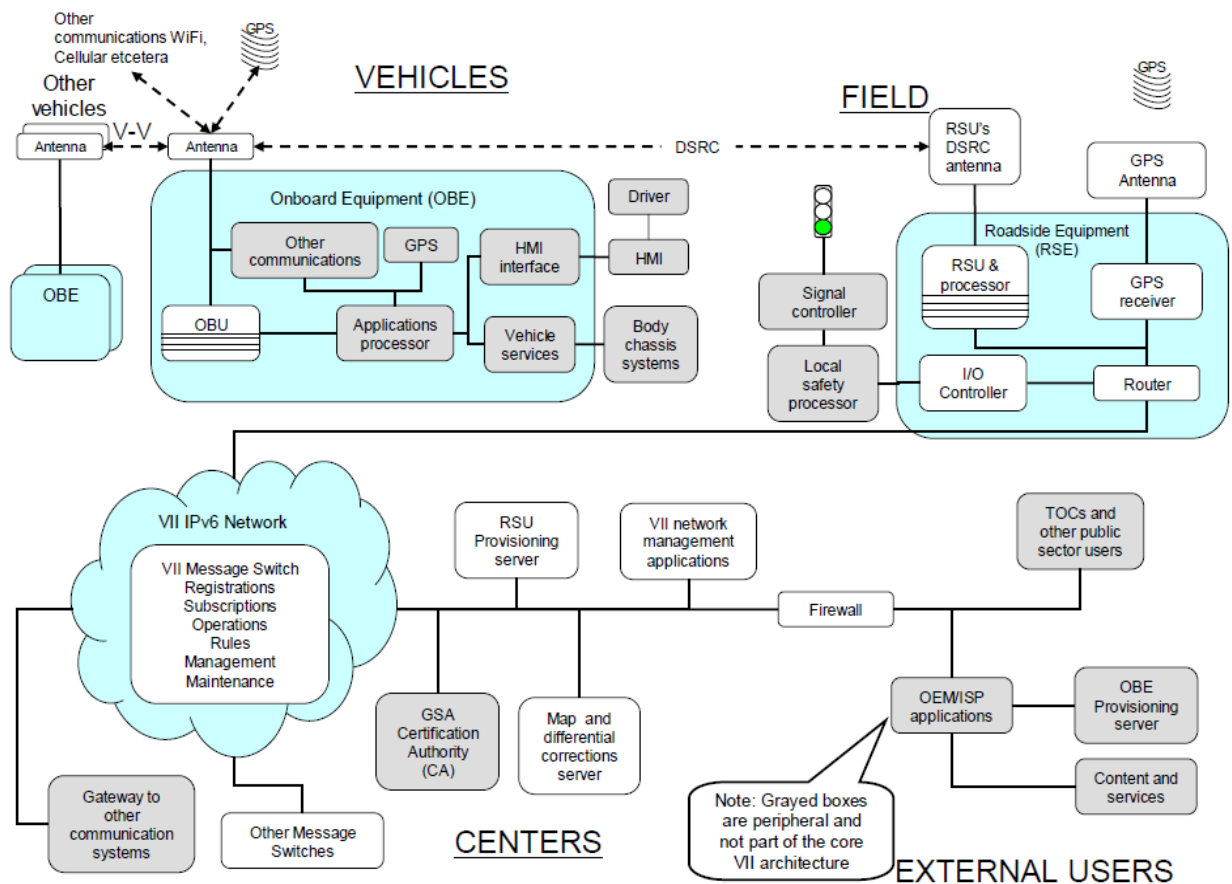 Other
communications WiFi,
Cellular etcetera
GPS
VEHICLES
GPS
Other
vehicles
FIELD
V-V
Antenna
Antenna
DSRC
RSU's
DSRC
antenna
GPS
Antenna
Onboard Equipment (OBE)
Driver
Other
communications
GPS
HMI
interface
HMI
Roadside Equipment
(RSE)
RSU &
processor
GPS
receiver
OBE
OBU
Applications
processor
Vehicle
services
Body
chassis
systems
Signal
controller
Local
safety
processor
I/O
Controller
Router
VII IPv6 Network
VII Message Switch
Registrations
Subscriptions
Operations
Rules
Management
Maintenance
RSU
Provisioning
server
VII network
management
applications
TOCs and
other public
sector users
Firewall
GSA
Certification
Authority
(CA)
Map and
differential
corrections
server
OEM/ISP
applications
OBE
Provisioning
server
Content and
services
Note: Grayed boxes
are peripheral and
not part of the core
VII architecture
Gateway to
other
communication
systems
Other Message
Switches
CENTERS
EXTERNAL USERS